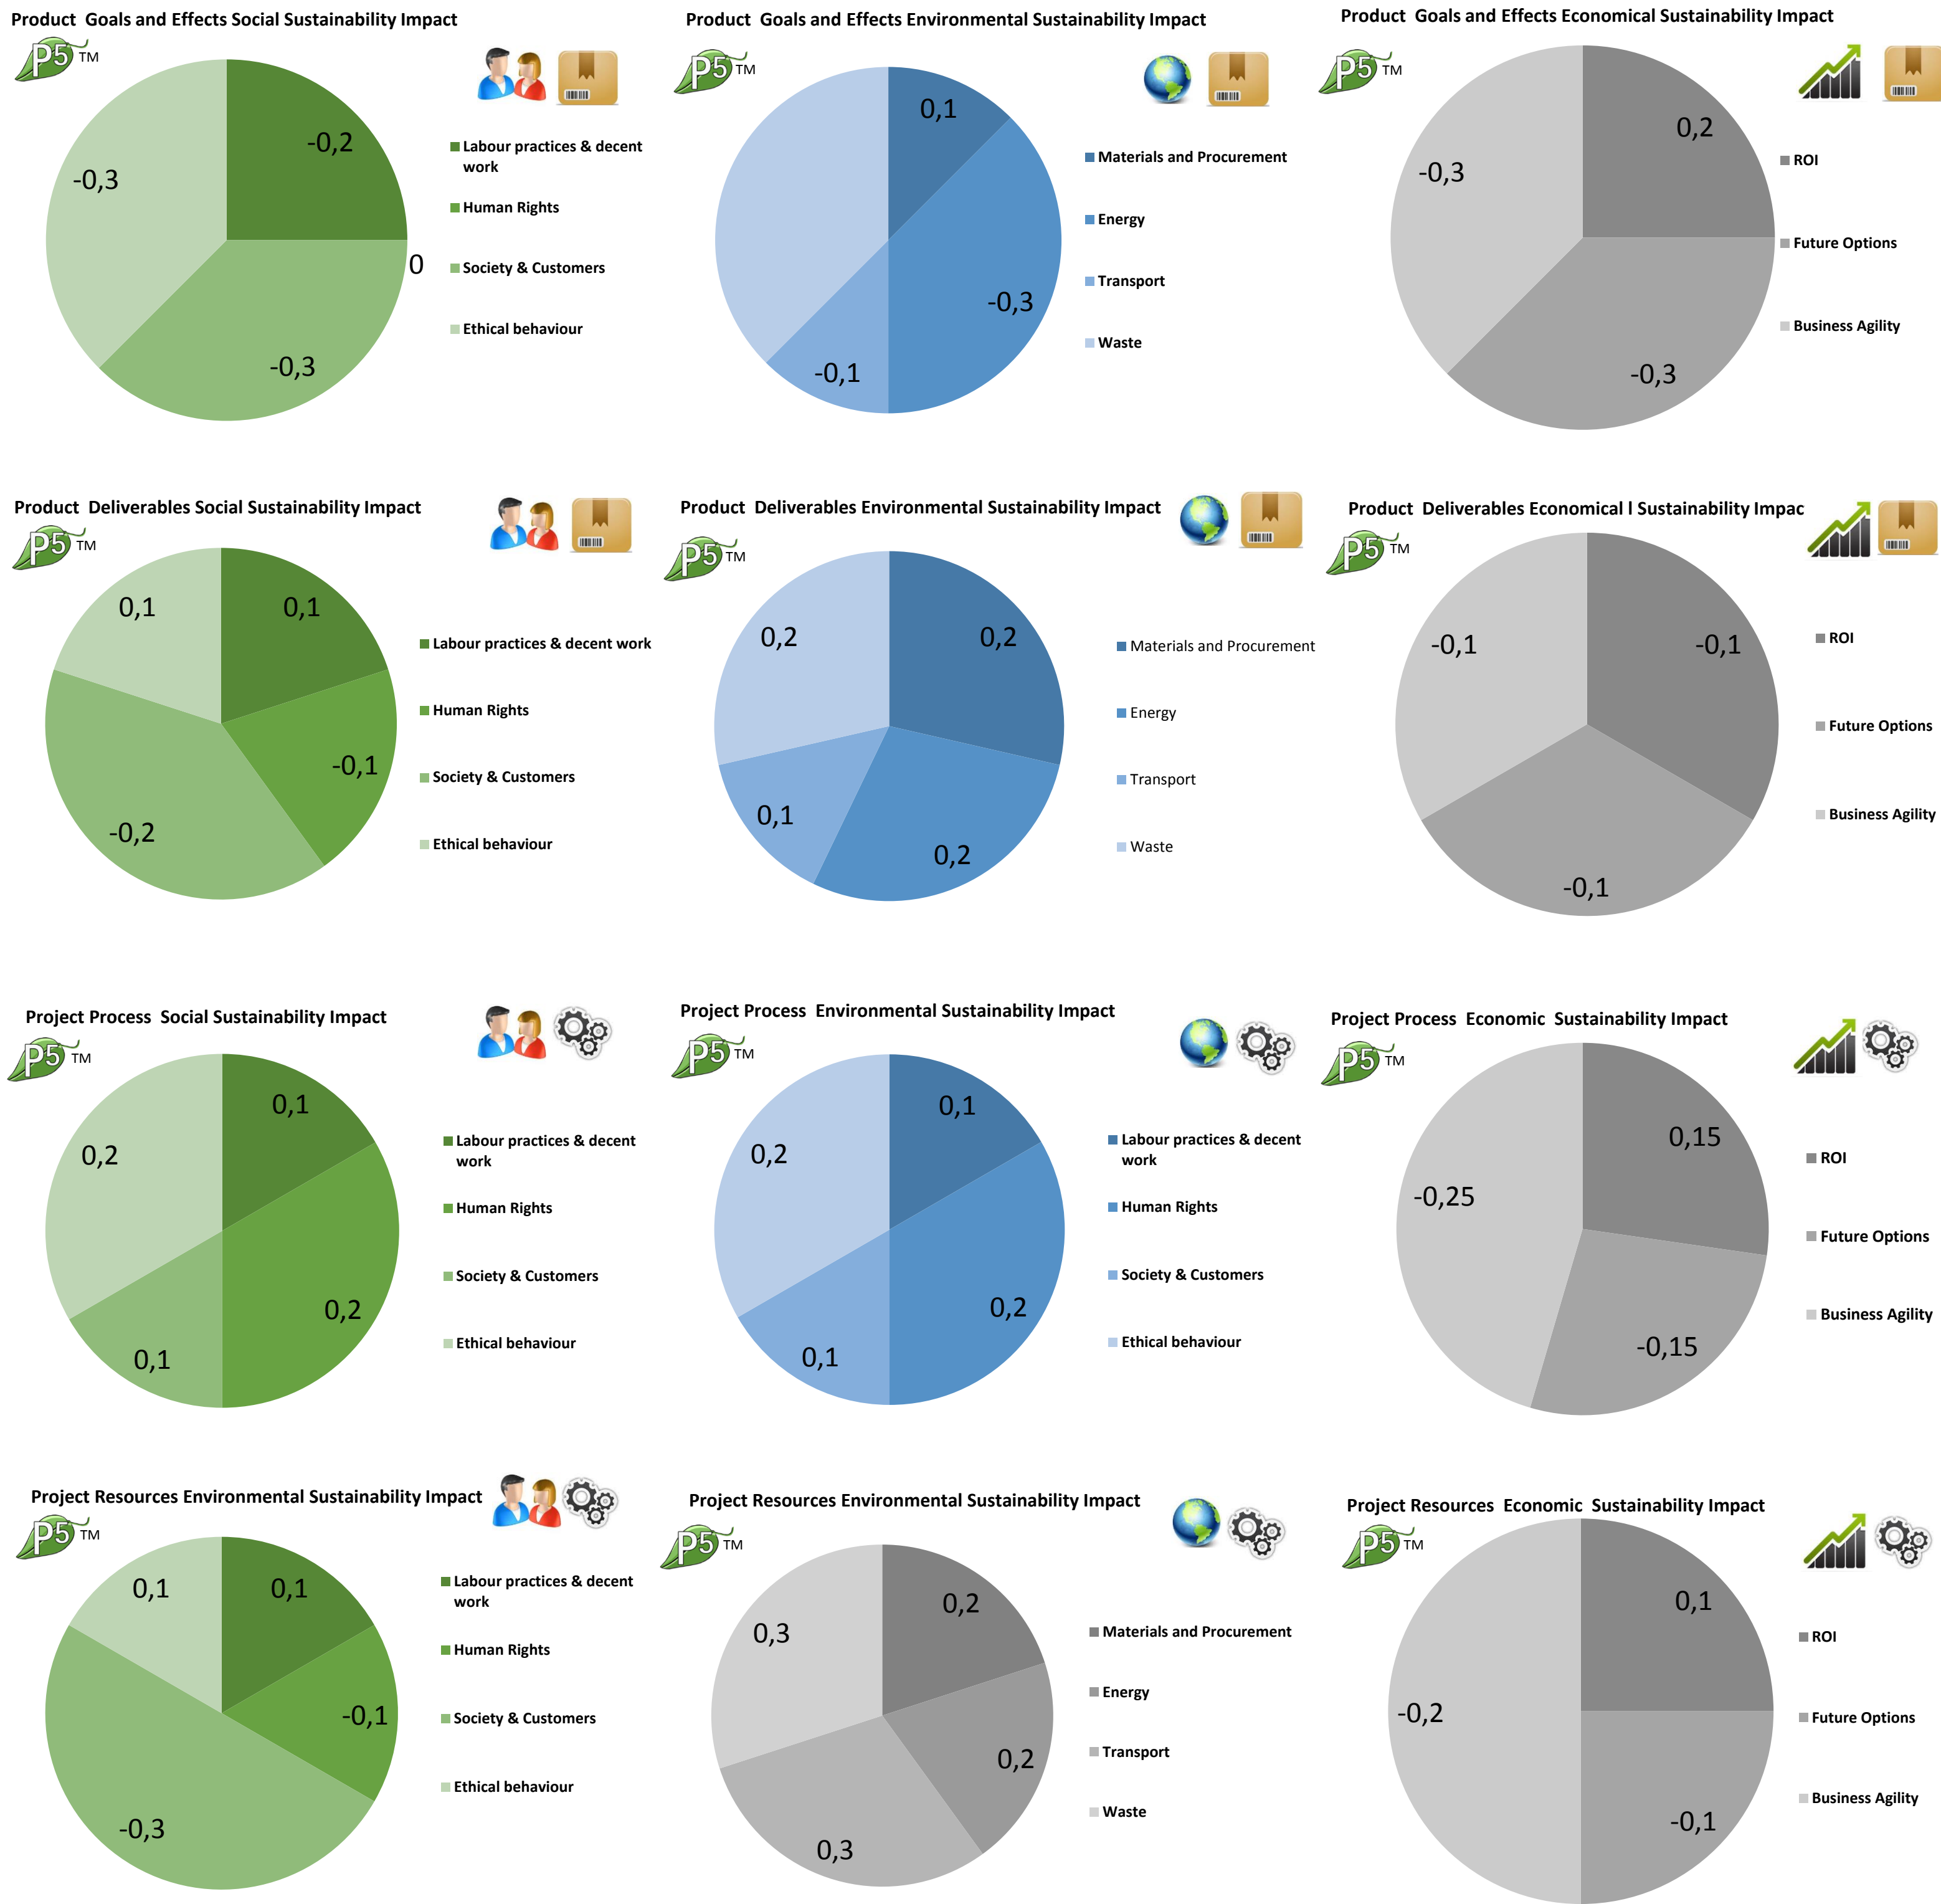 Product  Goals and Effects Social Sustainability Impact
P5 TM
-0,2
0
-0,3
-0,3
Labour practices & decent
work
Human Rights
Society & Customers
Ethical behaviour
Product  Goals and Effects Environmental Sustainability Impact
P5 TM
0,1
-0,3
-0,1
Materials and Procurement
Energy
Transport
Waste
Product  Goals and Effects Economical Sustainability Impact
P5 TM
0,2
-0,3
-0,3
ROI
Future Options
Business Agility
Product  Deliverables Social Sustainability Impact
P5 TM
0,1
-0,1
-0,2
0,1
Labour practices & decent work
Human Rights
Society & Customers
Ethical behaviour
Product  Deliverables Environmental Sustainability Impact
P5 TM
0,2
0,2
0,1
0,2
Materials and Procurement
Energy
Transport
Waste
Product  Deliverables Economical l Sustainability Impac
P5 TM
-0,1
-0,1
-0,1
ROI
Future Options
Business Agility
Project Process  Social Sustainability Impact
P5 TM
0,1
0,2
0,1
0,2
Labour practices & decent
work
Human Rights
Society & Customers
Ethical behaviour
Project Process  Environmental Sustainability Impact
P5 TM
0,1
0,2
0,1
0,2
Labour practices & decent
work
Human Rights
Society & Customers
Ethical behaviour
Project Process  Economic  Sustainability Impact
P5 TM
0,15
-0,15
-0,25
ROI
Future Options
Business Agility
Project Resources Environmental Sustainability Impact
P5 TM
0,1
-0,1
-0,3
0,1
Labour practices & decent
work
Human Rights
Society & Customers
Ethical behaviour
Project Resources Environmental Sustainability Impact
P5 TM
0,2
0,2
0,3
0,3
Materials and Procurement
Energy
Transport
Waste
Project Resources  Economic  Sustainability Impact
P5 TM
0,1
-0,1
-0,2
ROI
Future Options
Business Agility